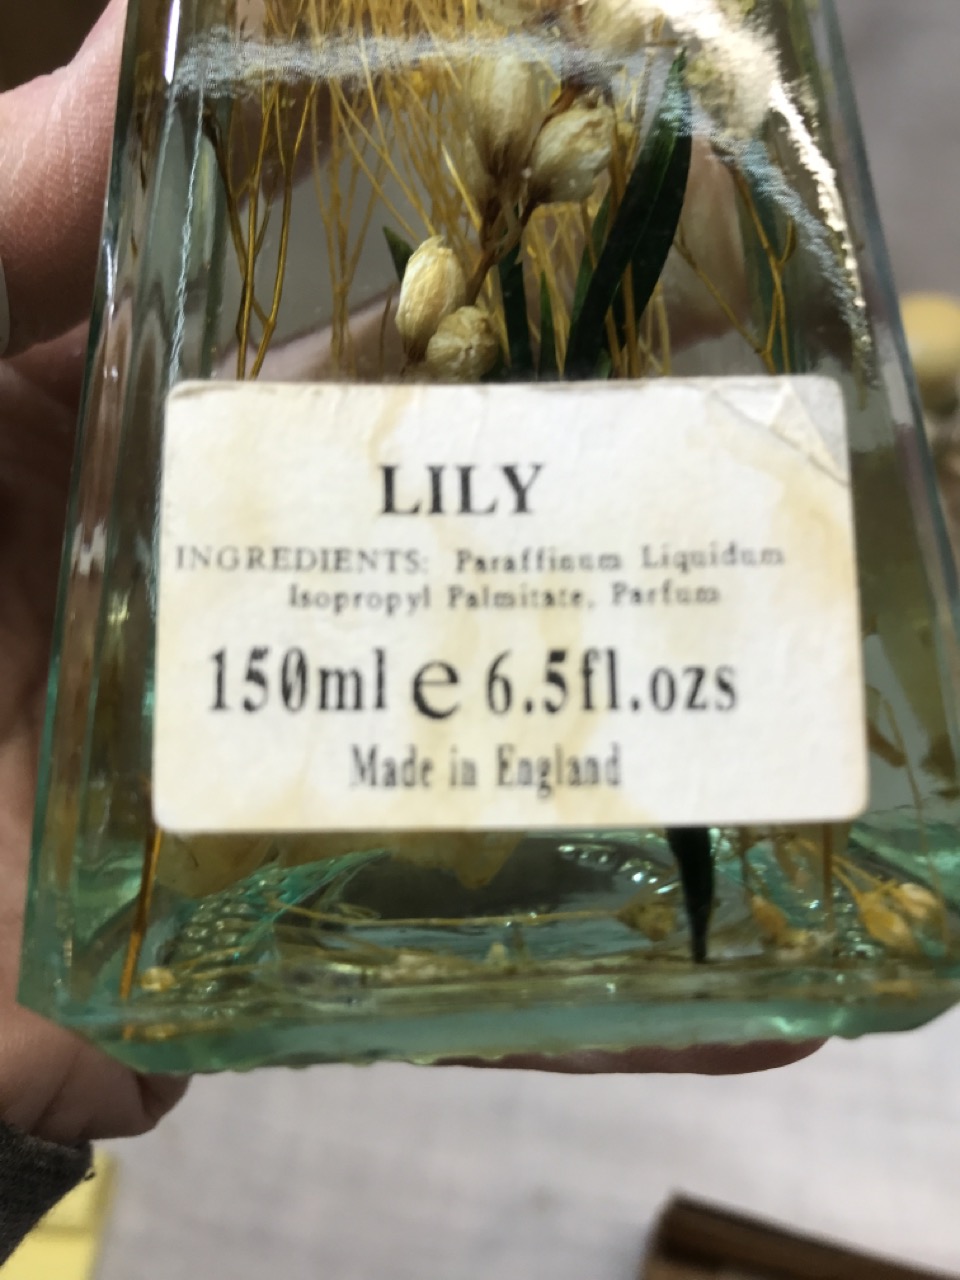 LILY
INGREDIENTS: Paraffinum Liquidum
Isopropyl Palmitate, Parfum
150ml e 6.5fl.ozs
Made in England